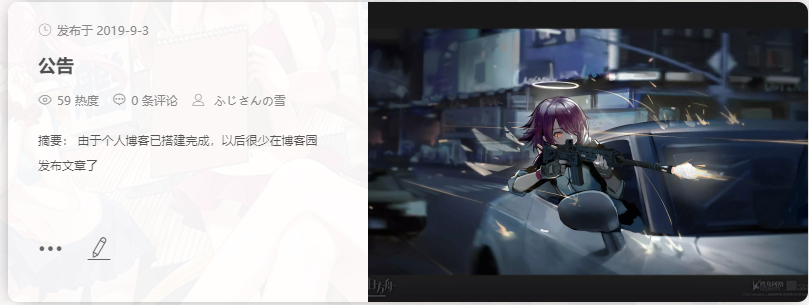 发布于 2019-9-3
公告
59 热度 0 条评论 ふじさんの雪
摘要： 由于个人博客已搭建完成，以后很少在博客园
发布文章了